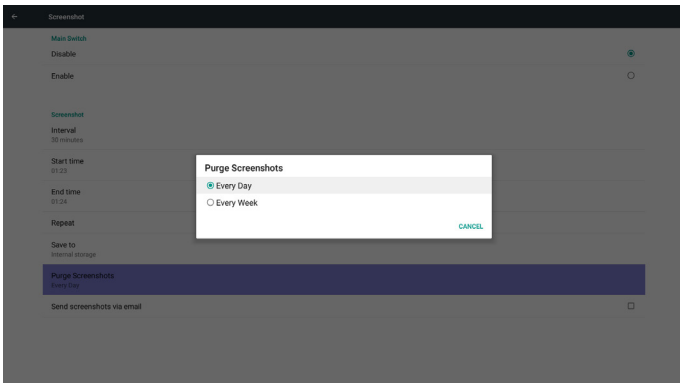 Screenshot
Main Switch
Disable
Enable
Screenshot
Interval
30 minutes
Start time
01:23
End time
01:24
Repeat
Save to
Internal storage
Purge Screenshots
Every Day
Send screenshots via email
Purge Screenshots
Every Day
Every Week
CANCEL